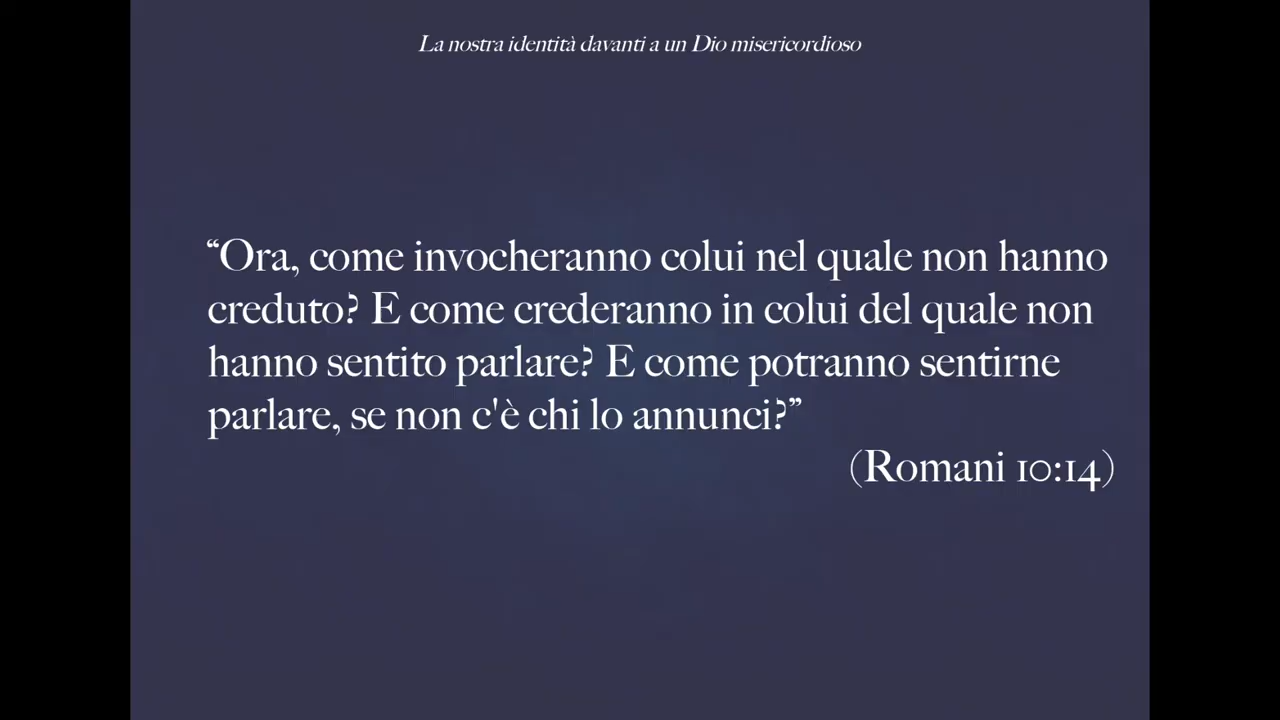 La nostra identità davanti a un Dio misericordioso
“Ora, come invocheranno colui nel quale non hanno
creduto? E come crederanno in colui del quale non
hanno sentito parlare? E come potranno sentirne
parlare, se non c'è chi lo annunci?”
(Romani 10:14)